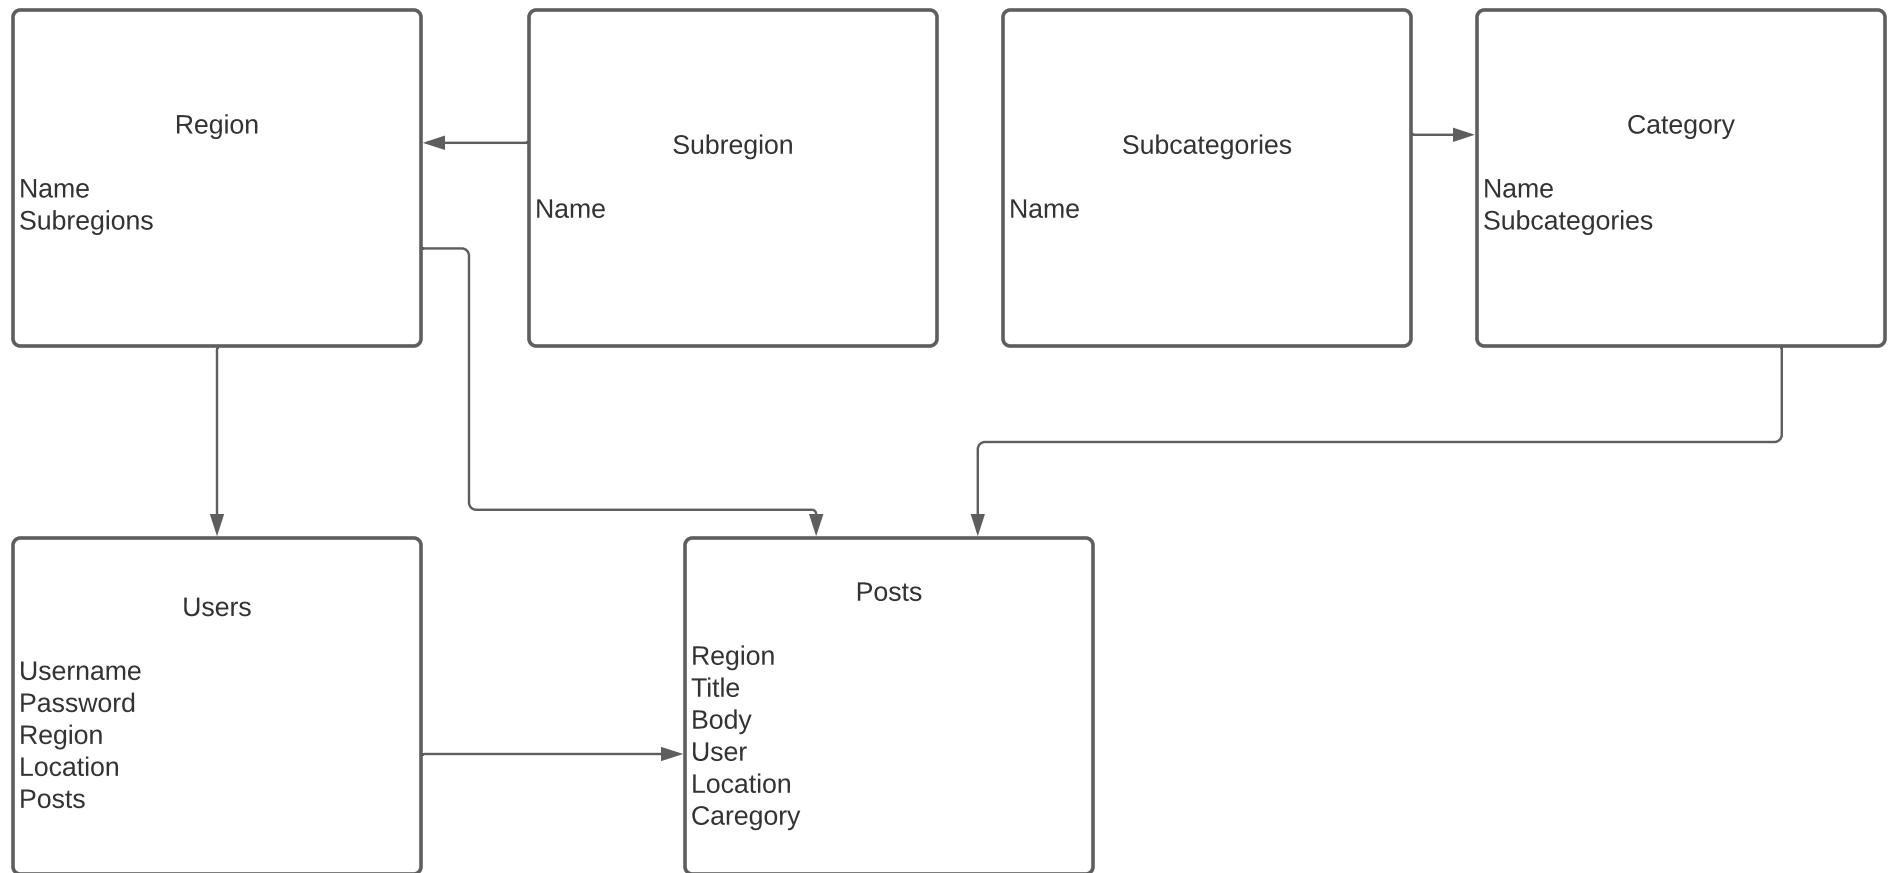 Region
Name
Subregions
Subregion
Name
Subcategories
Name
Category
Name
Subcategories
Users
Username
Password
Region
Location
Posts
Posts
Region
Title
Body
User
Location
Caregory